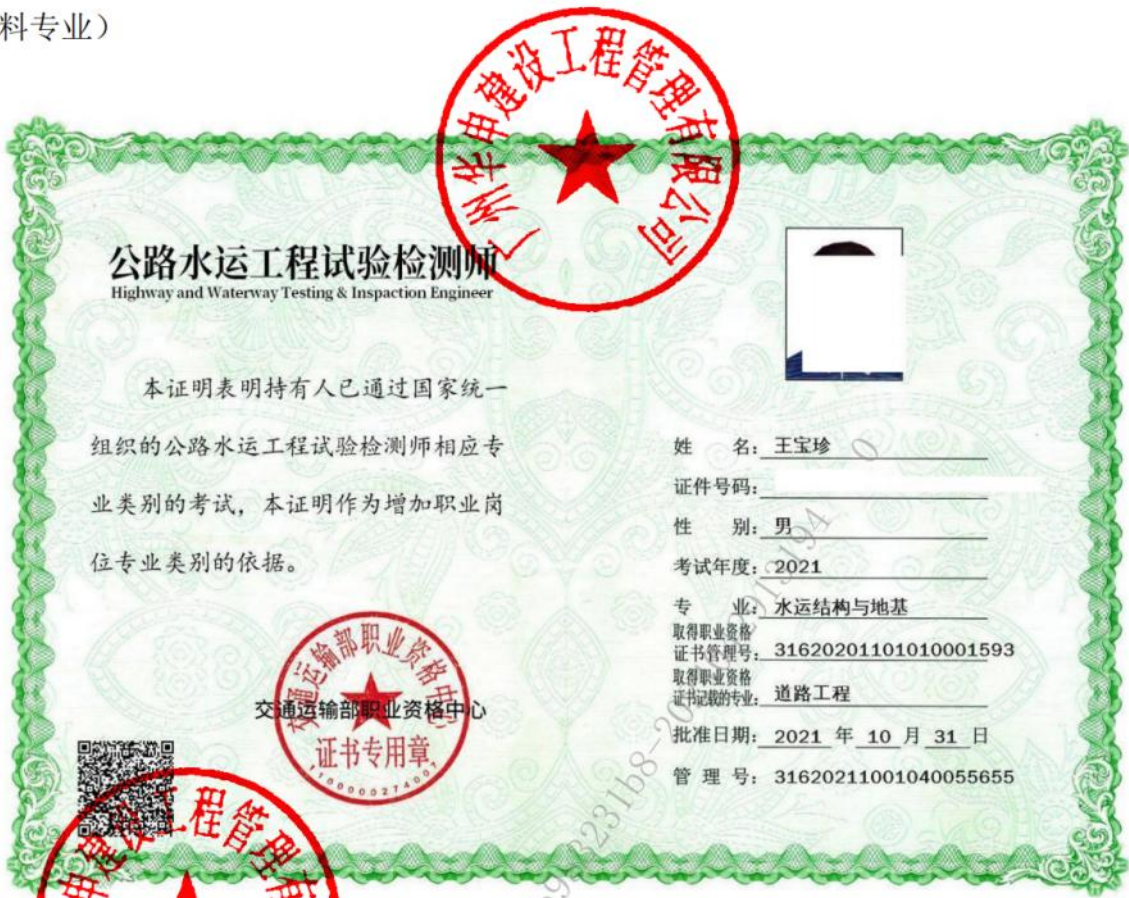 料专业）
广州华申建设工程管理有限公司
公路水运工程试验检测师
Highway and Waterway Testing & Inspaction Engineer
本证明表明持有人已通过国家统一
组织的公路水运工程试验检测师相应专
业类别的考试，本证明作为增加职业岗
位专业类别的依据。
交通运输部职业资格中心
交通运输部职业资格中心
证书专用章
1100000274007
姓 名：王宝珍
证件号码：
性 别：男
考试年度：2021
专 业：水运结构与地基
取得职业资格
证书管理号：31620201101010001593
取得职业资格
证书记载的专业：道路工程
批准日期：2021 年 10 月 31 日
管 理 号：31620211001040055655
申建设工程管理有